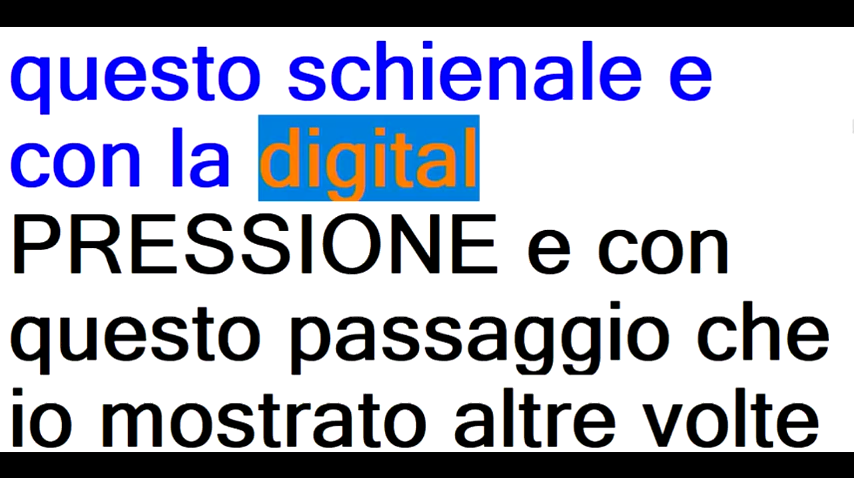 questo schienale e
con la digital
PRESSIONE e con
questo passaggio che
io mostrato altre volte